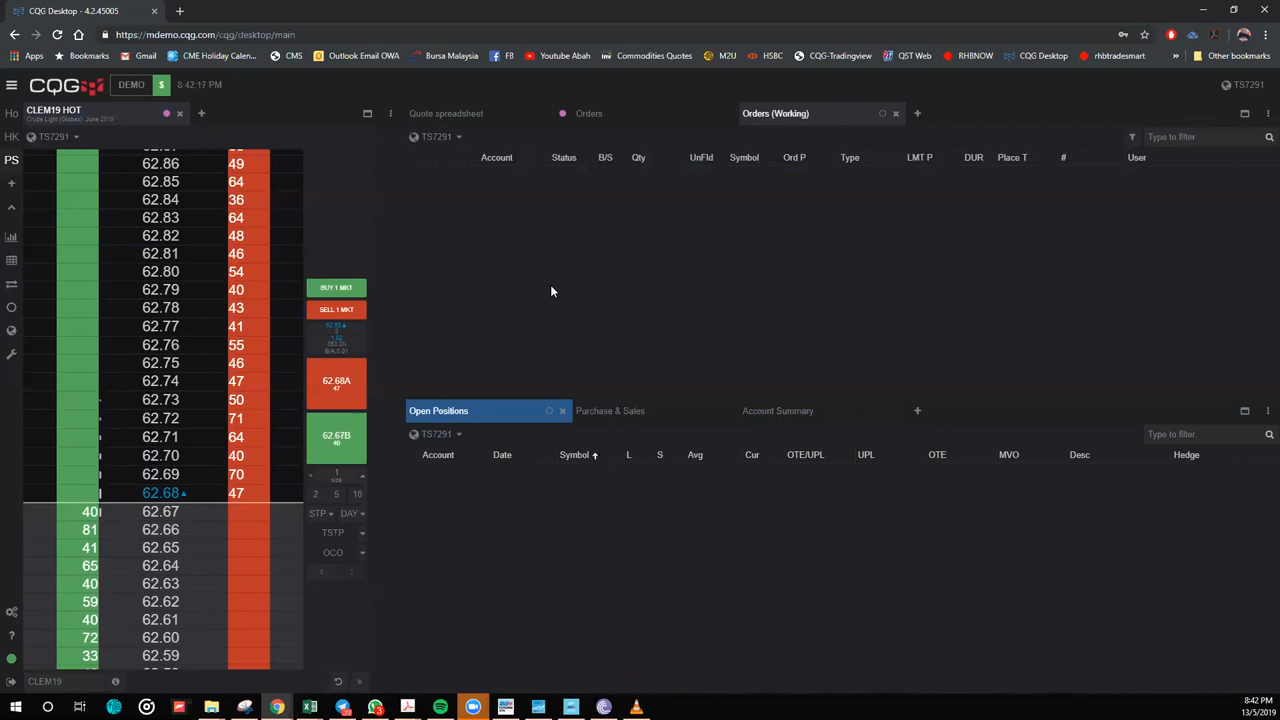 CQG Desktop - 4.2.45005
https://mdemo.cqg.com/cqg/desktop/main
Apps Bookmarks Gmail CME Holiday Calen... CMS Outlook Email OWA Bursa Malaysia FB Youtube Abah Commodities Quotes M2U HSBC CQG-Tradingview QST Web RHBNOW CQG Desktop rhbtradesmart Other bookmarks
CQG DEMO $ 8:42:17 PM TS7291
Ho CLEM19 HOT
Crude Light (Globex), June 2019
Quote spreadsheet Orders Orders (Working)
HK TS7291 TS7291 Type to filter
PS
Account Status B/S Qty UnFld Symbol Ord P Type LMT P DUR Place T # User
62.86 49
62.85 64
62.84 36
62.83 64
62.82 48
62.81 46
62.80 54
62.79 40
62.78 43
62.77 41
62.76 55
62.75 46
62.74 47
62.73 50
62.72 71
62.71 64
62.70 40
62.69 70
62.68 47
40 62.67
81 62.66
41 62.65
65 62.64
40 62.63
59 62.62
40 62.61
72 62.60
33 62.59
BUY 1 MKT
SELL 1 MKT
62.68A
47
62.67B
40
1
SIZE
2 5 10
STP DAY
TSTP
OCO
Open Positions Purchase & Sales Account Summary
TS7291 Type to filter
Account Date Symbol L S Avg Cur OTE/UPL UPL OTE MVO Desc Hedge
CLEM19
8:42 PM
13/5/2019